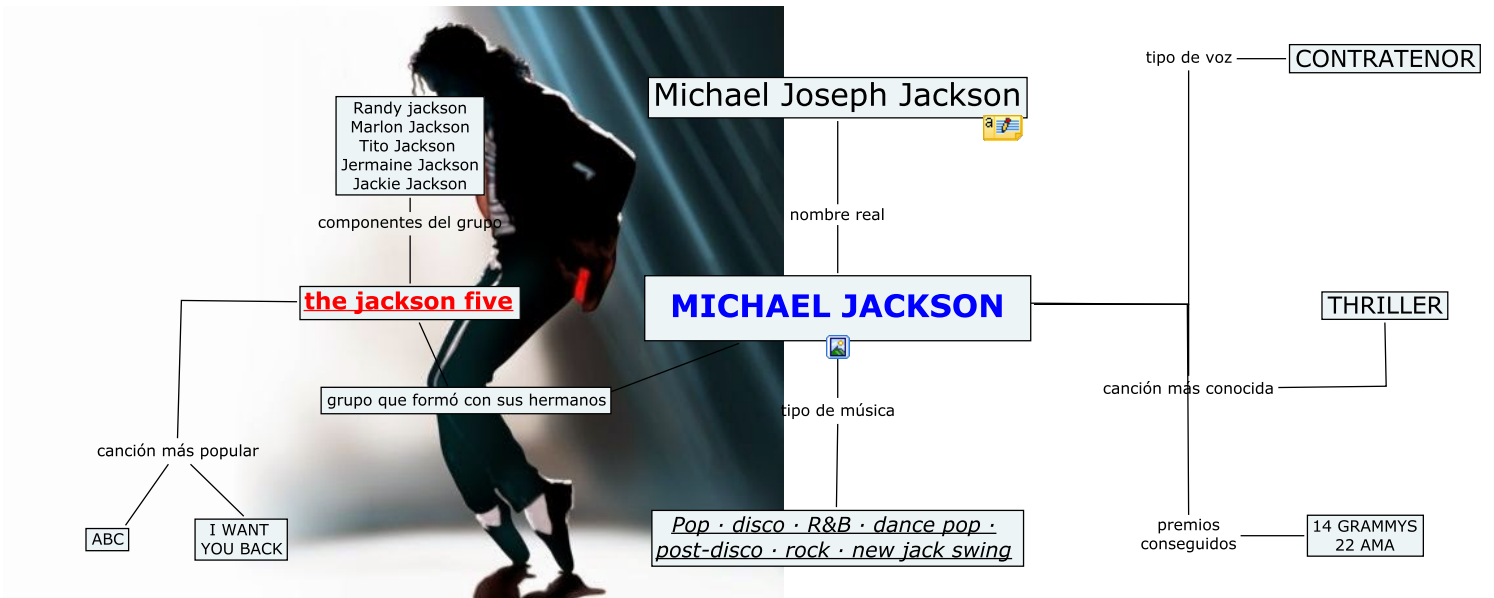 tipo de voz
CONTRATENOR
Michael Joseph Jackson
a
Randy jackson
Marlon Jackson
Tito Jackson
Jermaine Jackson
Jackie Jackson
componentes del grupo
nombre real
the jackson five
MICHAEL JACKSON
THRILLER
grupo que formó con sus hermanos
canción más conocida
tipo de música
canción más popular
ABC
I WANT
YOU BACK
Pop · disco · R&B · dance pop ·
post-disco · rock · new jack swing
premios
conseguidos
14 GRAMMYS
22 AMA